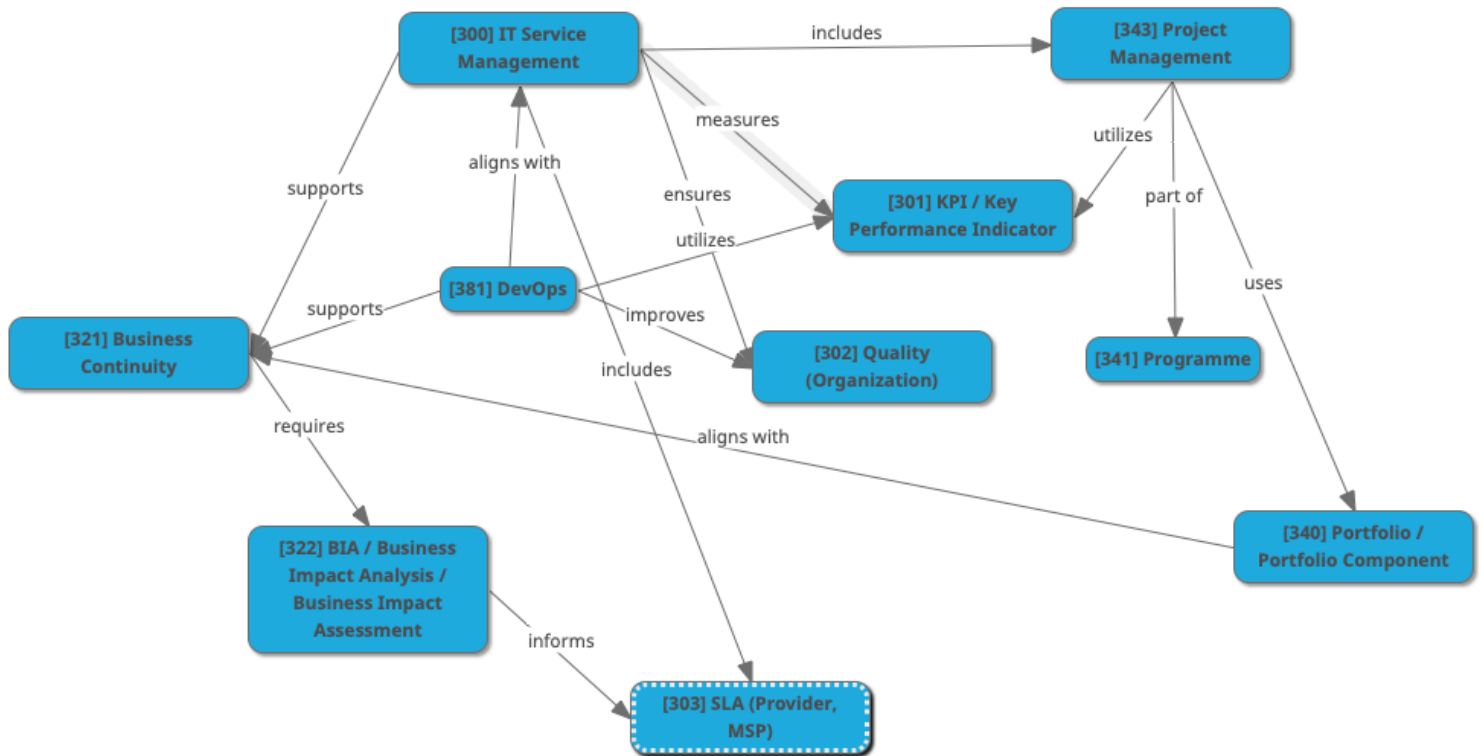 [300] IT Service
Management
includes
[343] Project
Management
measures
utilizes
aligns with
supports
ensures
part of
[301] KPI / Key
Performance Indicator
utilizes
uses
[381] DevOps
supports
improves
[321] Business
Continuity
[302] Quality
(Organization)
[341] Programme
includes
requires
aligns with
[322] BIA / Business
Impact Analysis /
Business Impact
Assessment
[340] Portfolio /
Portfolio Component
informs
[303] SLA (Provider,
MSP)